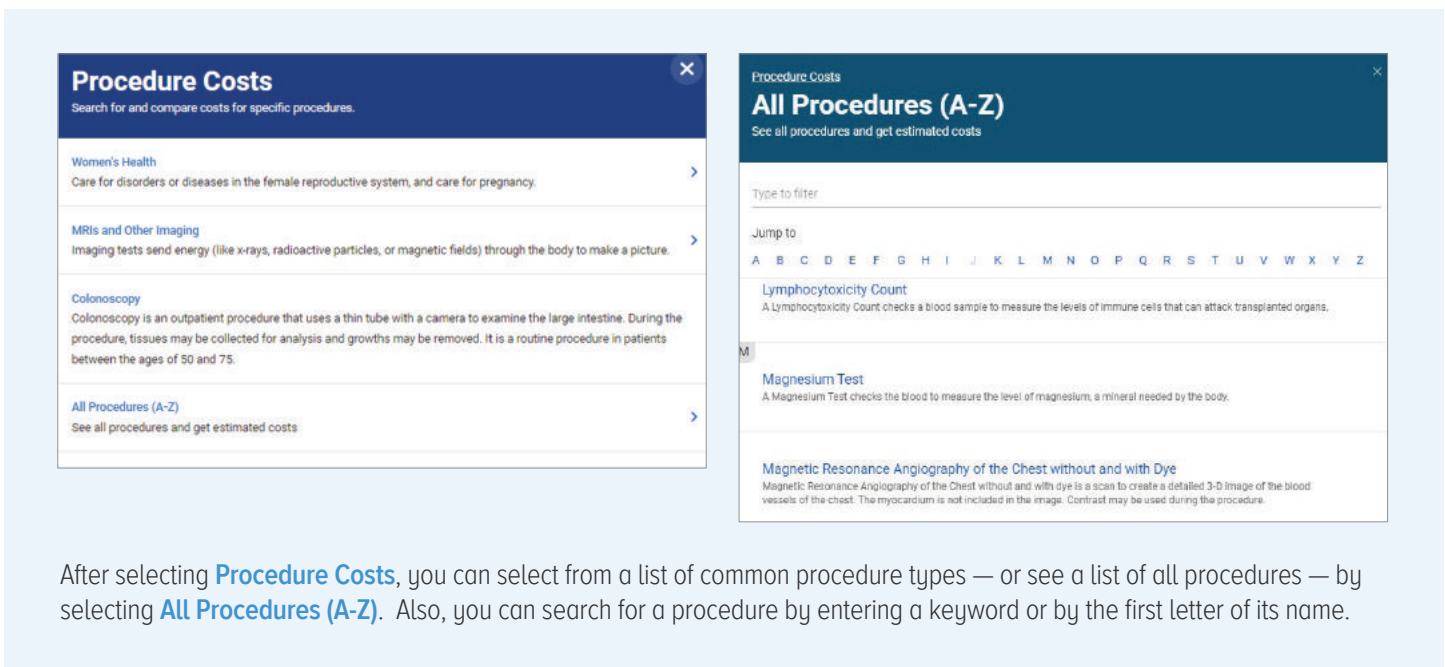 Procedure Costs
Search for and compare costs for specific procedures.
Women's Health
Care for disorders or diseases in the female reproductive system, and care for pregnancy.
MRIs and Other Imaging
Imaging tests send energy (like x-rays, radioactive particles, or magnetic fields) through the body to make a picture.
Colonoscopy
Colonoscopy is an outpatient procedure that uses a thin tube with a camera to examine the large intestine. During the
procedure, tissues may be collected for analysis and growths may be removed. It is a routine procedure in patients
between the ages of 50 and 75.
All Procedures (A-Z)
See all procedures and get estimated costs
Procedure Costs
All Procedures (A-Z)
See all procedures and get estimated costs
Type to filter
Jump to
A B C D E F G H I J K L M N O P Q R S T U V W X Y Z
Lymphocytoxicity Count
A Lymphocytoxicity Count checks a blood sample to measure the levels of immune cells that can attack transplanted organs.
M
Magnesium Test
A Magnesium Test checks the blood to measure the level of magnesium, a mineral needed by the body.
Magnetic Resonance Angiography of the Chest without and with Dye
Magnetic Resonance Angiography of the Chest without and with dye is a scan to create a detailed 3-D image of the blood
vessels of the chest. The myocardium is not included in the image. Contrast may be used during the procedure.
After selecting Procedure Costs, you can select from a list of common procedure types — or see a list of all procedures — by
selecting All Procedures (A-Z). Also, you can search for a procedure by entering a keyword or by the first letter of its name.